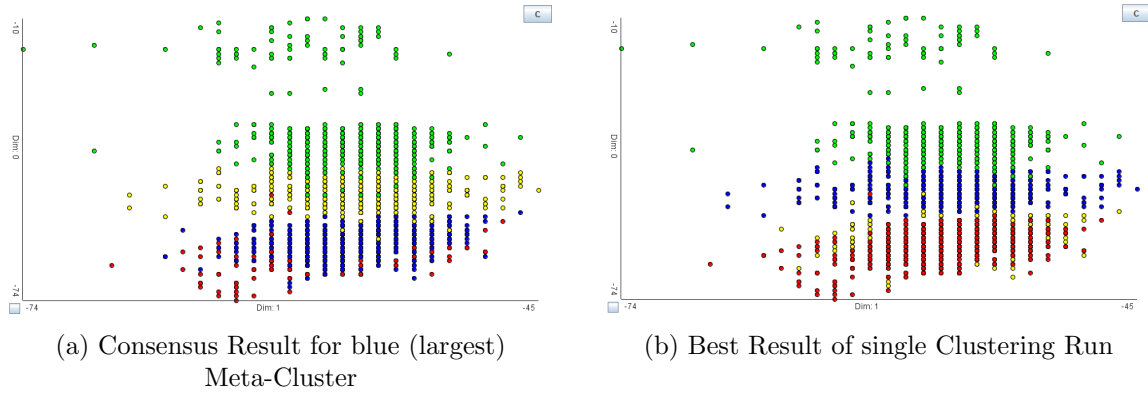 C
-10
Dim: 0
-74
-74
Dim: 1
-45
(a) Consensus Result for blue (largest)
Meta-Cluster
C
-10
Dim: 0
-74
-74
Dim: 1
-45
(b) Best Result of single Clustering Run